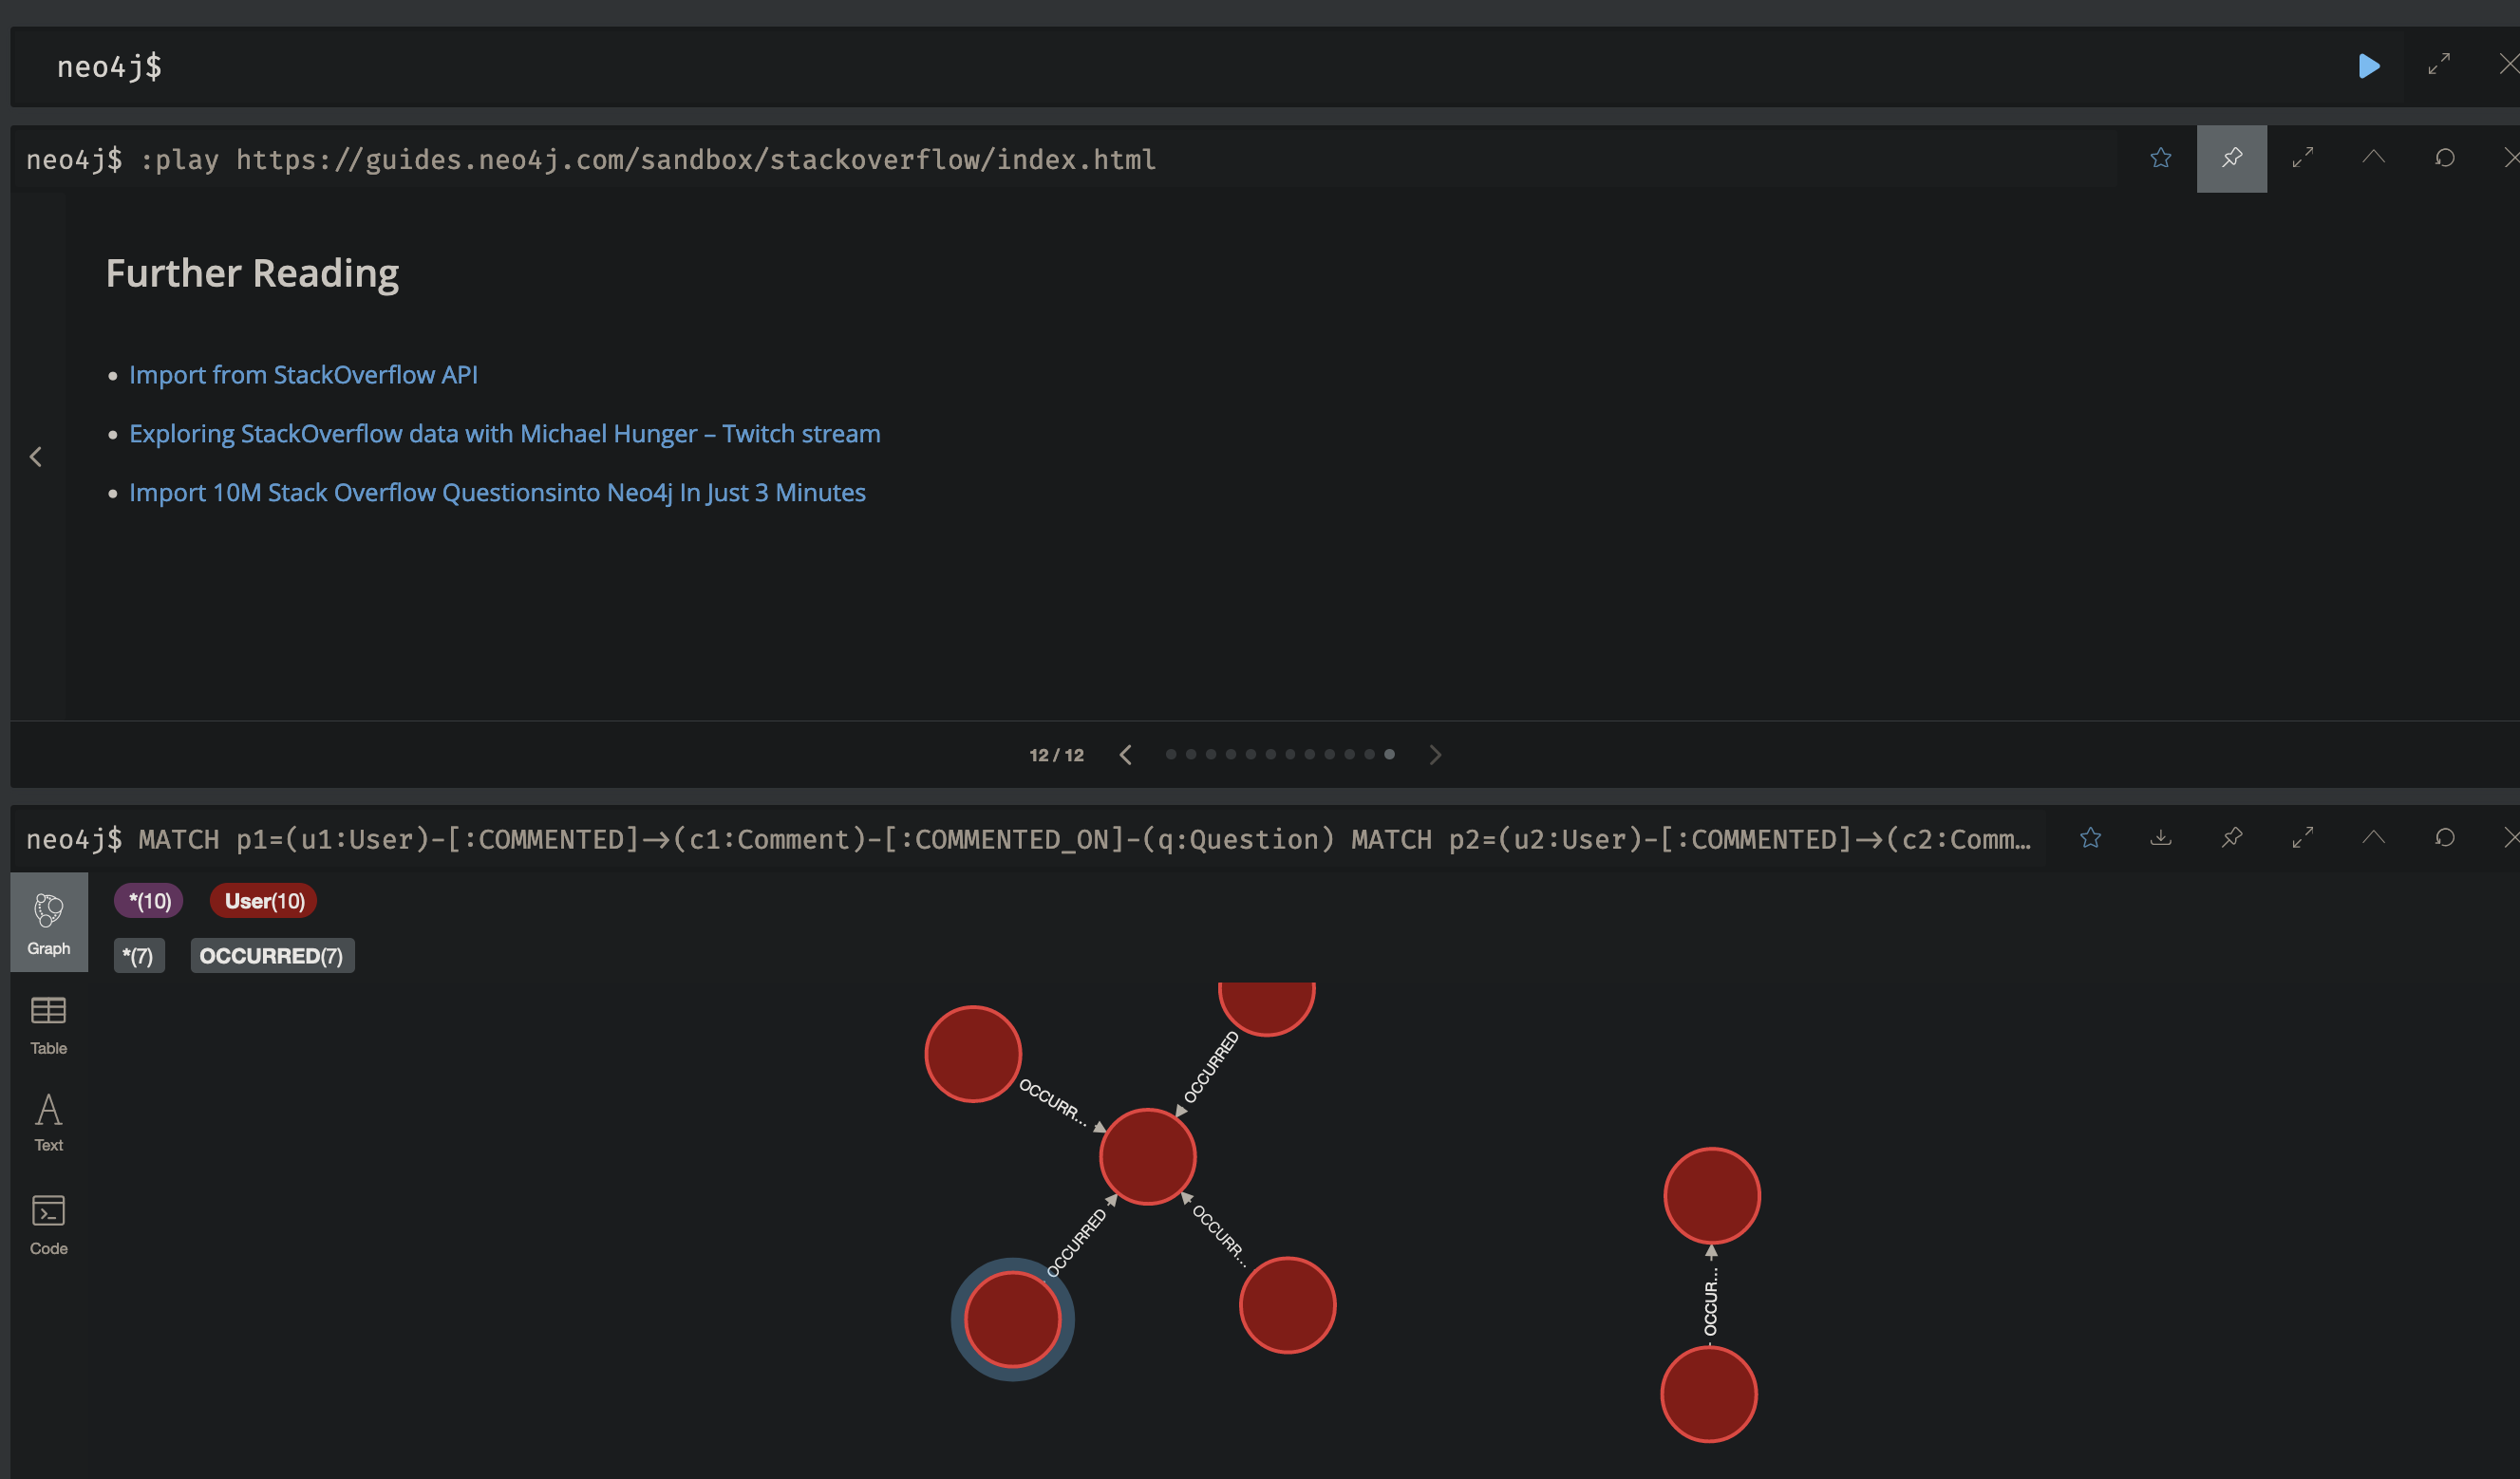 neo4j$
neo4j$ :play https://guides.neo4j.com/sandbox/stackoverflow/index.html
Further Reading
• Import from StackOverflow API
• Exploring StackOverflow data with Michael Hunger – Twitch stream
• Import 10M Stack Overflow Questionsinto Neo4j In Just 3 Minutes
12 / 12
neo4j$ MATCH p1=(u1:User)-[:COMMENTED]->(c1:Comment)-[:COMMENTED_ON]-(q:Question) MATCH p2=(u2:User)-[:COMMENTED]->(c2:Comm…
Graph
*(10) User(10)
*(7) OCCURRED(7)
Table
Text
Code
OCCURR…
OCCURRED
OCCURRED
OCCURR…
OCCUR…